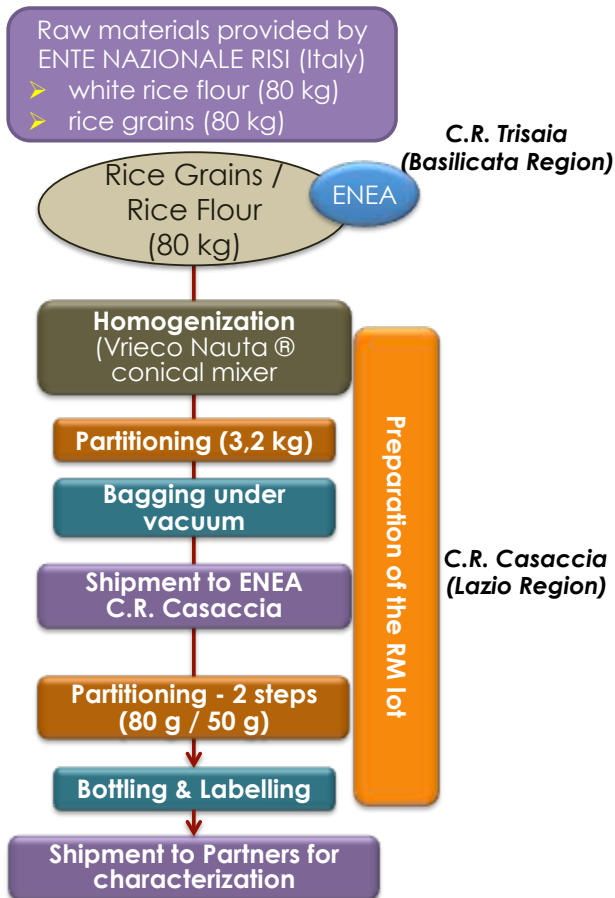 Raw materials provided by
ENTE NAZIONALE RISI (Italy)
➢ white rice flour (80 kg)
➢ rice grains (80 kg)
C.R. Trisaia
(Basilicata Region)
Rice Grains /
Rice Flour
(80 kg)
ENEA
Homogenization
(Vrieco Nauta ®
conical mixer
Partitioning (3,2 kg)
Bagging under
vacuum
Shipment to ENEA
C.R. Casaccia
Partitioning - 2 steps
(80 g / 50 g)
Bottling & Labelling
Shipment to Partners for
characterization
Preparation of the RM lot
C.R. Casaccia
(Lazio Region)